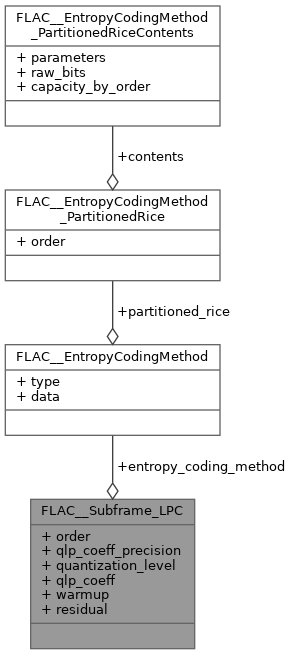 FLAC__EntropyCodingMethod
_PartitionedRiceContents
+ parameters
+ raw_bits
+ capacity_by_order
+contents
FLAC__EntropyCodingMethod
_PartitionedRice
+ order
+partitioned_rice
FLAC__EntropyCodingMethod
+ type
+ data
+entropy_coding_method
FLAC__Subframe_LPC
+ order
+ qlp_coeff_precision
+ quantization_level
+ qlp_coeff
+ warmup
+ residual